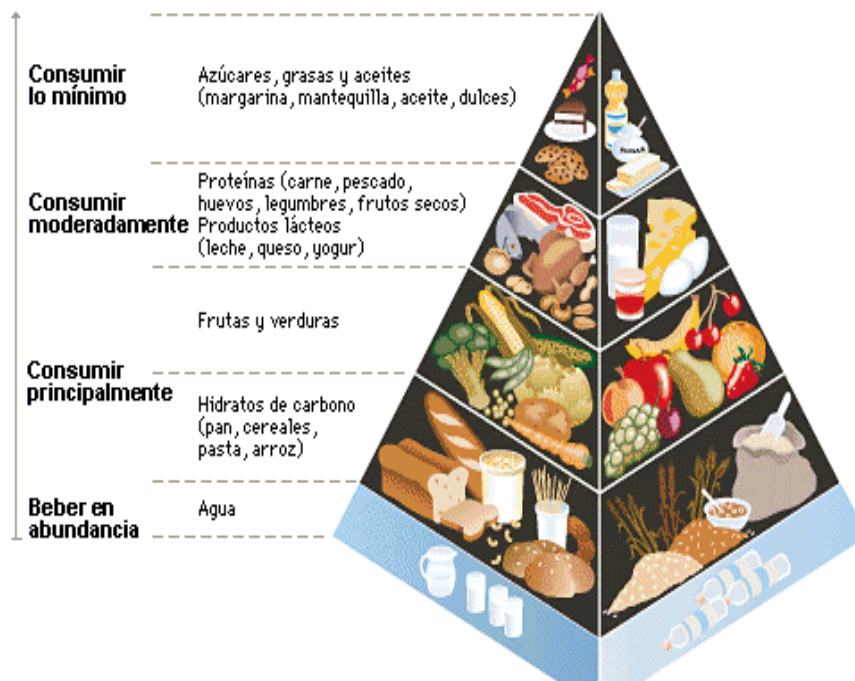 Consumir
lo mínimo
Azúcares, grasas y aceites
(margarina, mantequilla, aceite, dulces)
Consumir
moderadamente
Proteínas (carne, pescado,
huevos, legumbres, frutos secos)
Productos lácteos
(leche, queso, yogur)
Frutas y verduras
Consumir
principalmente
Hidratos de carbono
(pan, cereales,
pasta, arroz)
Beber en
abundancia
Agua